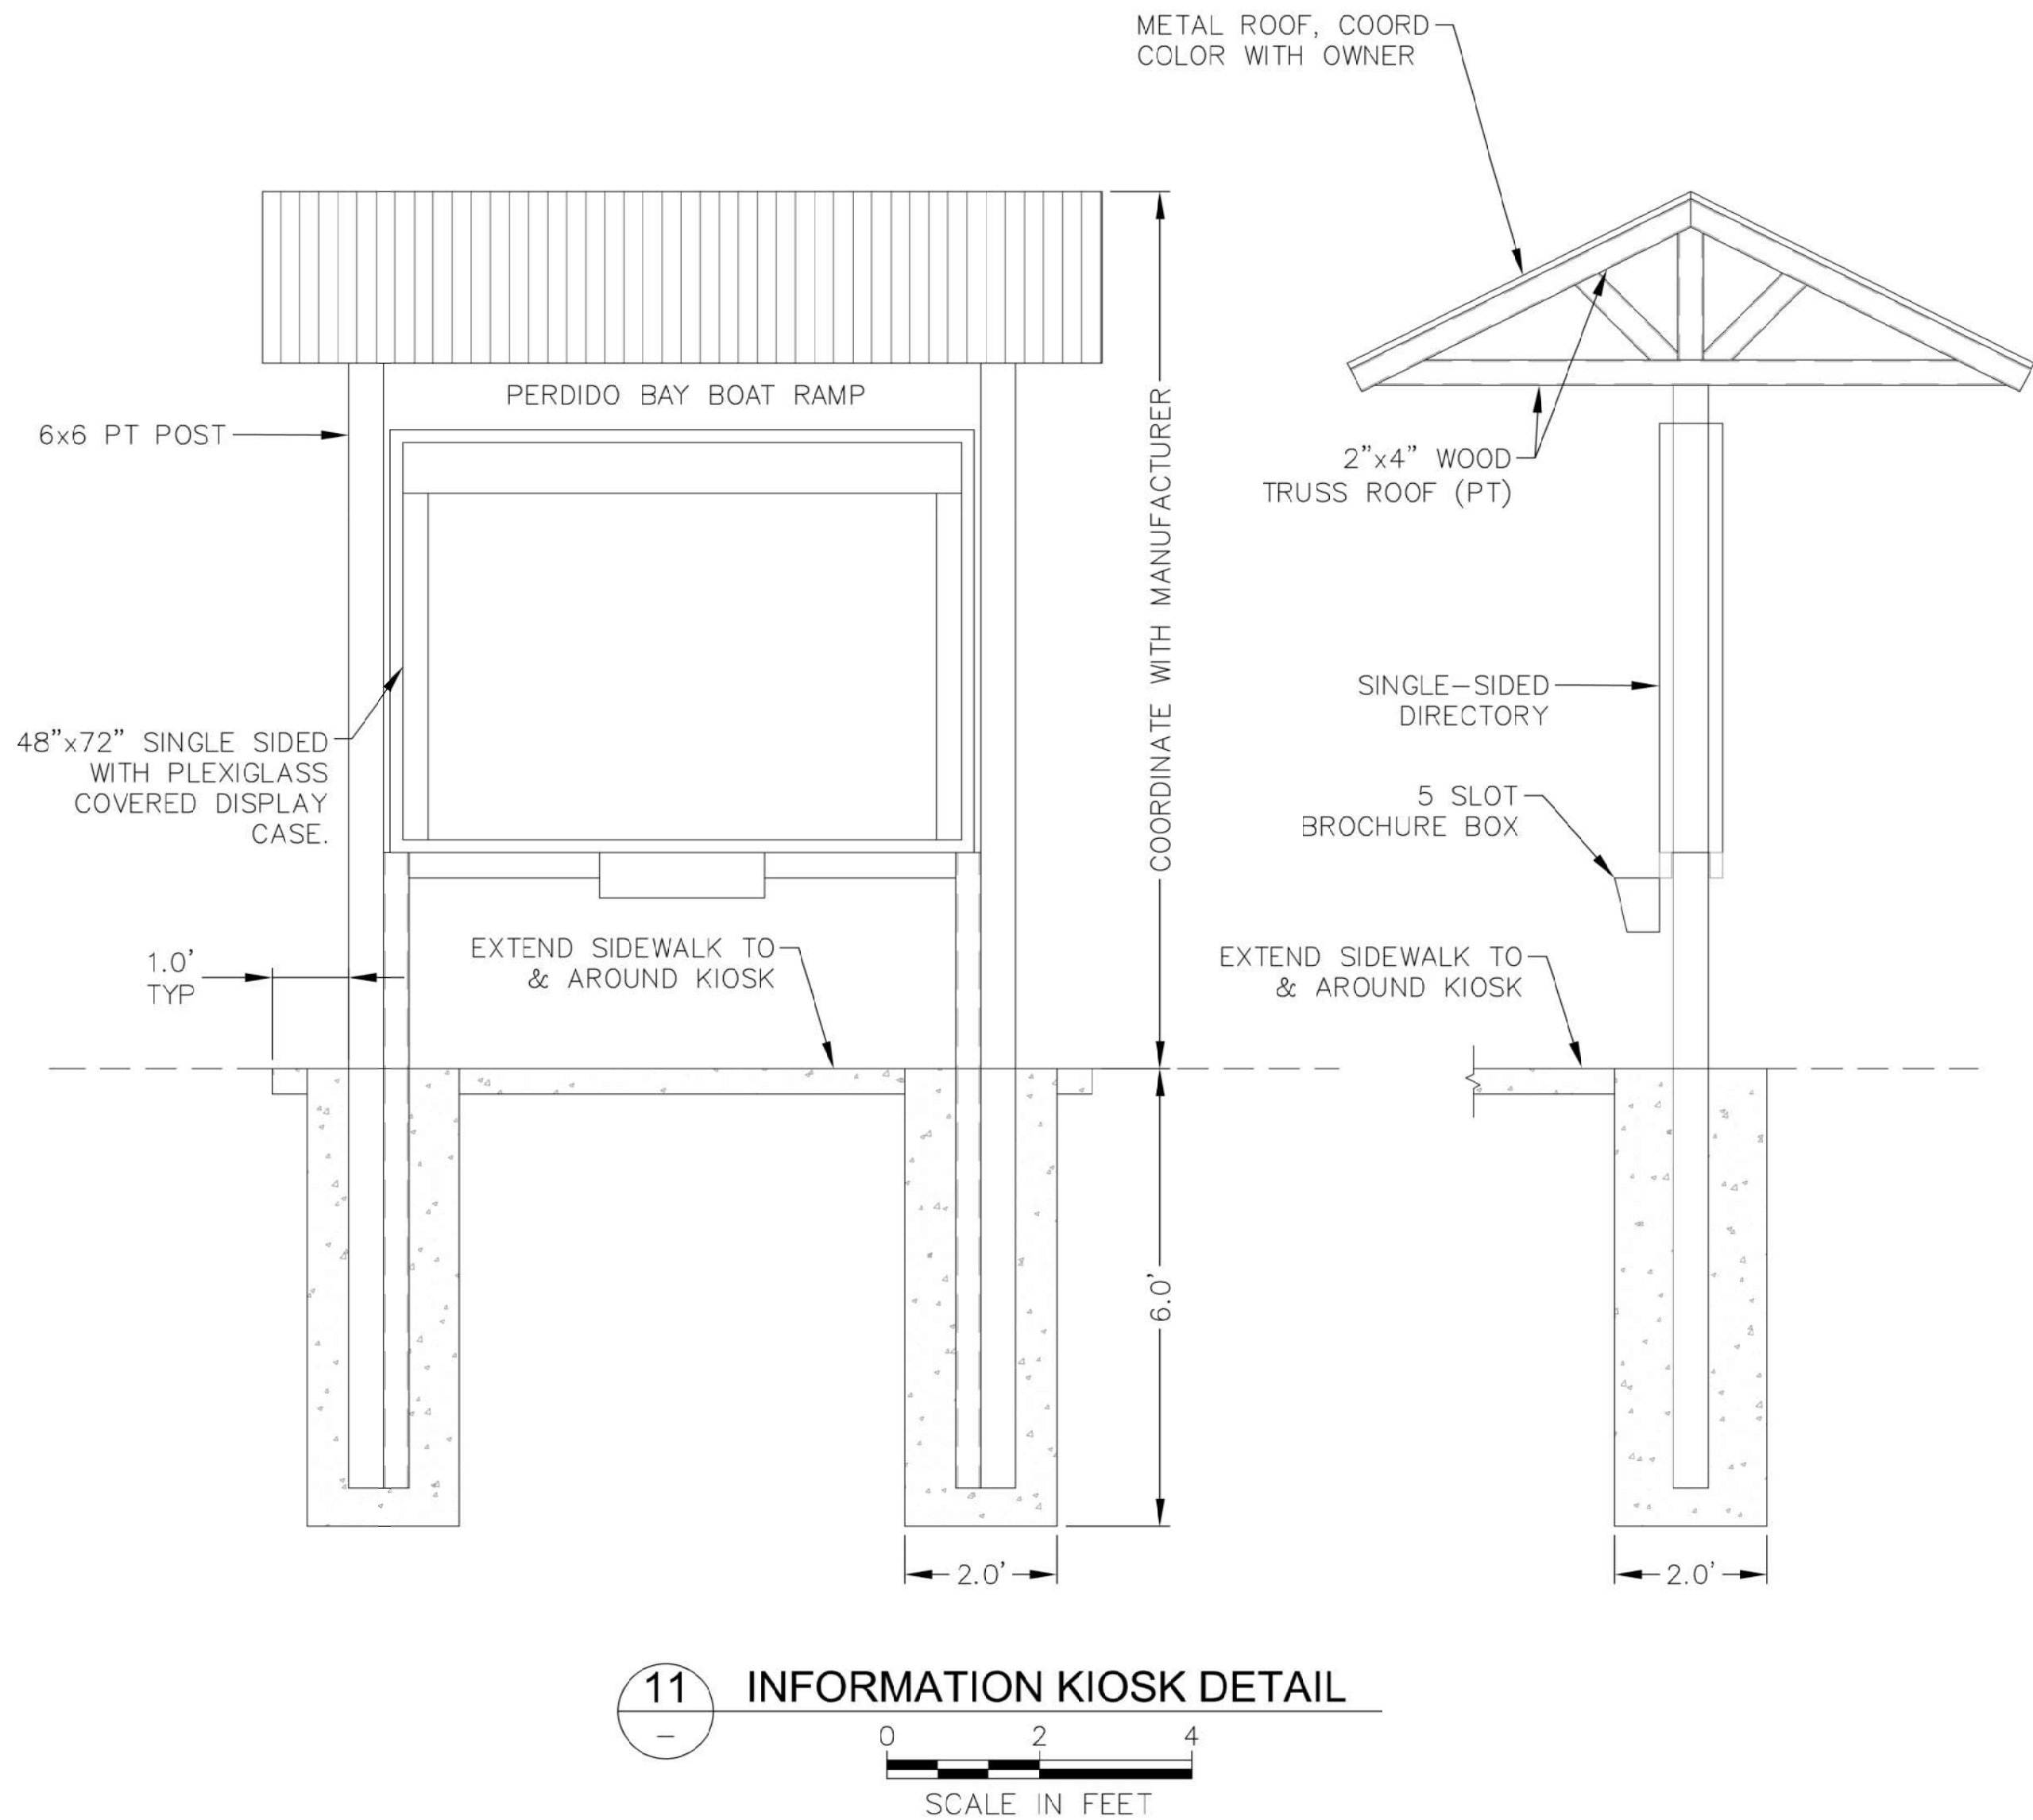 METAL ROOF, COORD
COLOR WITH OWNER
PERDIDO BAY BOAT RAMP
6x6 PT POST
2"x4" WOOD
TRUSS ROOF (PT)
COORDINATE WITH MANUFACTURER
SINGLE-SIDED
DIRECTORY
48"x72" SINGLE SIDED
WITH PLEXIGLASS
COVERED DISPLAY
CASE.
5 SLOT
BROCHURE BOX
1.0'
TYP
EXTEND SIDEWALK TO
& AROUND KIOSK
EXTEND SIDEWALK TO
& AROUND KIOSK
6.0'
2.0'
2.0'
11
–
INFORMATION KIOSK DETAIL
0 2 4
SCALE IN FEET